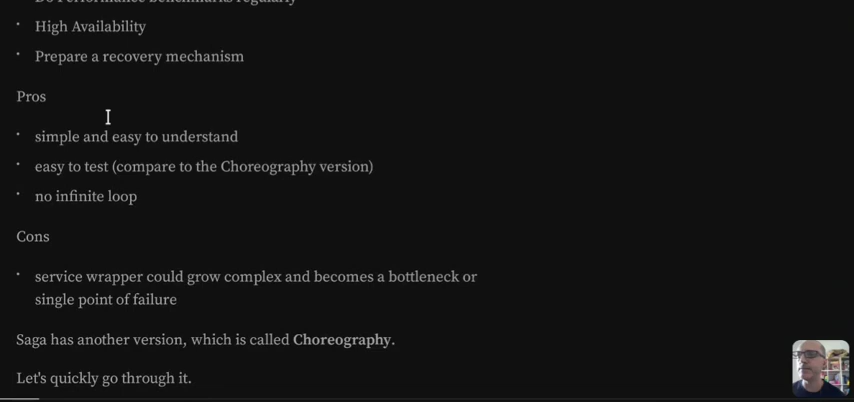 High Availability
Prepare a recovery mechanism
Pros
simple and easy to understand
easy to test (compare to the Choreography version)
no infinite loop
Cons
service wrapper could grow complex and becomes a bottleneck or
single point of failure
Saga has another version, which is called Choreography.
Let's quickly go through it.